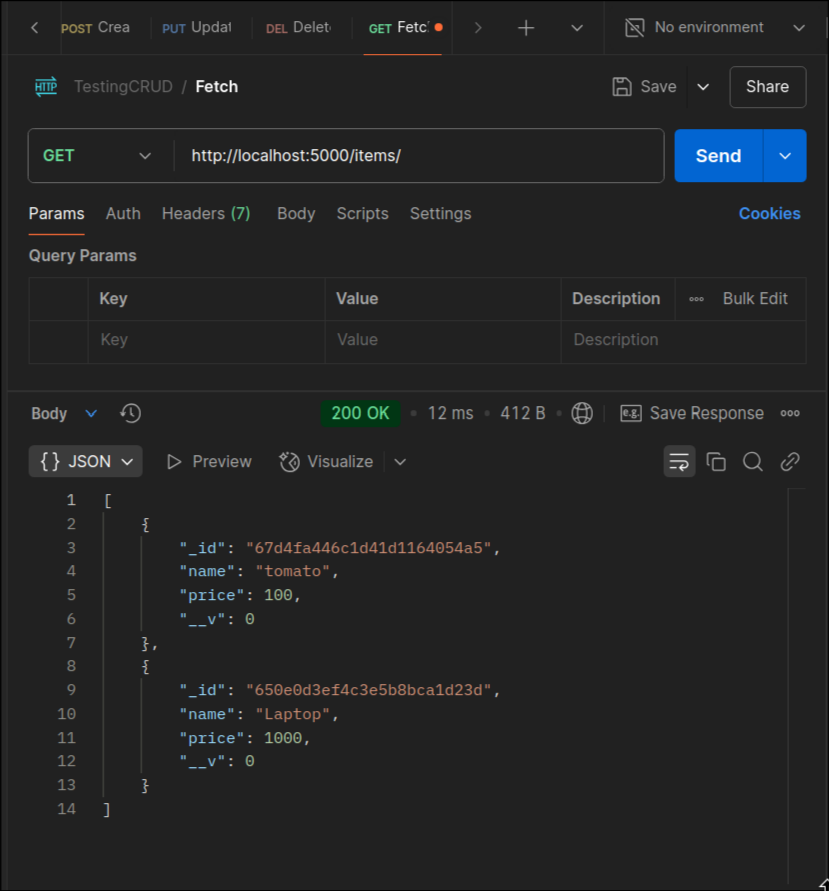 POST Crea PUT Updat DEL Delet GET Fetc No environment
HTTP TestingCRUD / Fetch Save Share
GET http://localhost:5000/items/ Send
Params Auth Headers (7) Body Scripts Settings Cookies
Query Params
Key Value Description Bulk Edit
Key Value Description
Body 200 OK 12 ms 412 B e.g. Save Response
{ } JSON Preview Visualize
1 [
2 {
3 "_id": "67d4fa446c1d41d1164054a5",
4 "name": "tomato",
5 "price": 100,
6 "__v": 0
7 },
8 {
9 "_id": "650e0d3ef4c3e5b8bca1d23d",
10 "name": "Laptop",
11 "price": 1000,
12 "__v": 0
13 }
14 ]